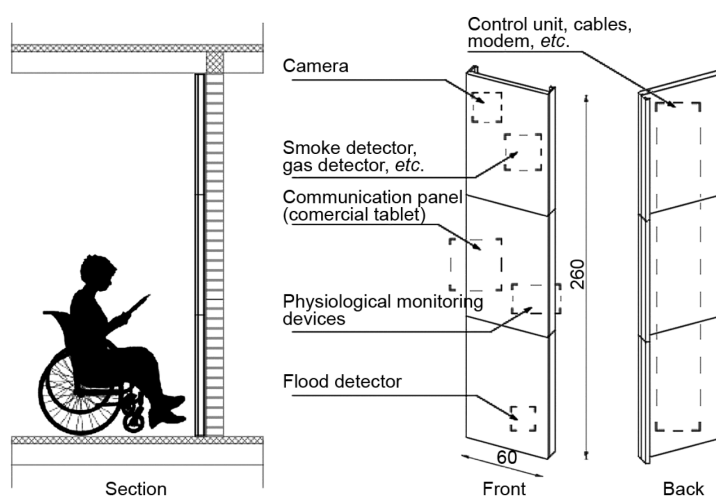 Control unit, cables,
modem, etc.
Camera
Smoke detector,
gas detector, etc.
Communication panel
(comercial tablet)
260
Physiological monitoring
devices
Flood detector
60
Section
Front
Back